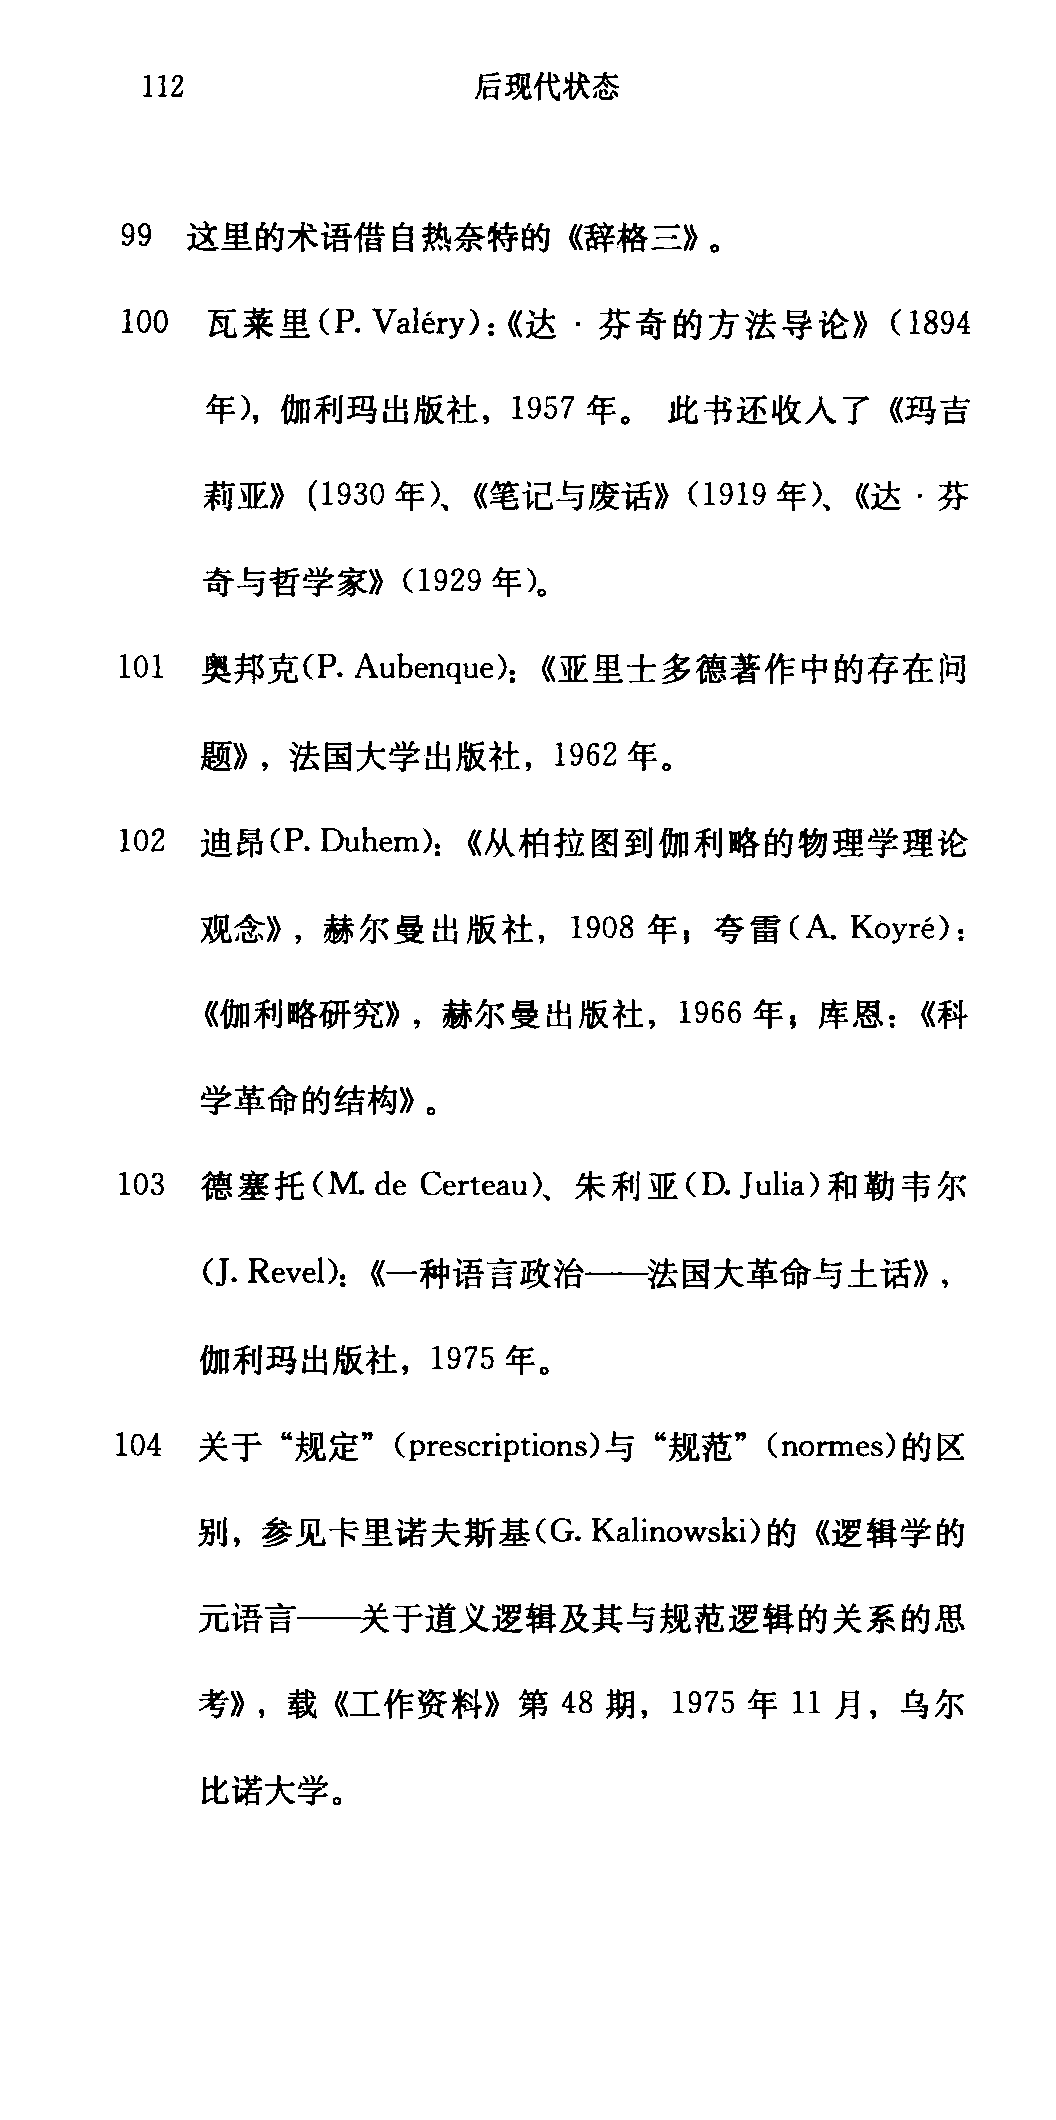 112 后现代状态
99 这里的术语借自热奈特的《辞格三》。
100 瓦莱里(P. Valéry):《达·芬奇的方法导论》(1894
年)，伽利玛出版社，1957 年。 此书还收入了《玛吉
莉亚》(1930 年)、《笔记与废话》(1919 年)、《达·芬
奇与哲学家》(1929 年)。
101 奥邦克(P. Aubenque)：《亚里士多德著作中的存在问
题》，法国大学出版社，1962 年。
102 迪昂(P. Duhem)：《从柏拉图到伽利略的物理学理论
观念》，赫尔曼出版社，1908 年；夸雷(A. Koyré)：
《伽利略研究》，赫尔曼出版社，1966 年；库恩：《科
学革命的结构》。
103 德塞托(M. de Certeau)、朱利亚(D. Julia)和勒韦尔
(J. Revel)：《一种语言政治——法国大革命与土话》，
伽利玛出版社，1975 年。
104 关于“规定”(prescriptions)与“规范”(normes)的区
别，参见卡里诺夫斯基(G. Kalinowski)的《逻辑学的
元语言——关于道义逻辑及其与规范逻辑的关系的思
考》，载《工作资料》第 48 期，1975 年 11 月，乌尔
比诺大学。